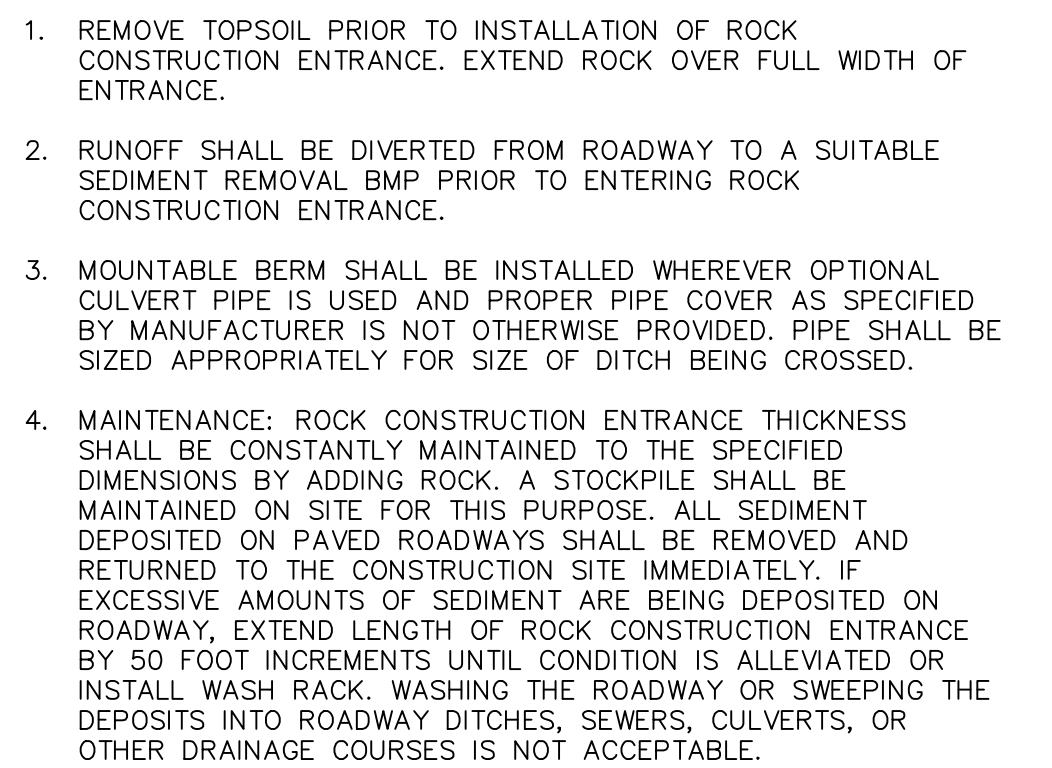 1. REMOVE TOPSOIL PRIOR TO INSTALLATION OF ROCK
CONSTRUCTION ENTRANCE. EXTEND ROCK OVER FULL WIDTH OF
ENTRANCE.
2. RUNOFF SHALL BE DIVERTED FROM ROADWAY TO A SUITABLE
SEDIMENT REMOVAL BMP PRIOR TO ENTERING ROCK
CONSTRUCTION ENTRANCE.
3. MOUNTABLE BERM SHALL BE INSTALLED WHEREVER OPTIONAL
CULVERT PIPE IS USED AND PROPER PIPE COVER AS SPECIFIED
BY MANUFACTURER IS NOT OTHERWISE PROVIDED. PIPE SHALL BE
SIZED APPROPRIATELY FOR SIZE OF DITCH BEING CROSSED.
4. MAINTENANCE: ROCK CONSTRUCTION ENTRANCE THICKNESS
SHALL BE CONSTANTLY MAINTAINED TO THE SPECIFIED
DIMENSIONS BY ADDING ROCK. A STOCKPILE SHALL BE
MAINTAINED ON SITE FOR THIS PURPOSE. ALL SEDIMENT
DEPOSITED ON PAVED ROADWAYS SHALL BE REMOVED AND
RETURNED TO THE CONSTRUCTION SITE IMMEDIATELY. IF
EXCESSIVE AMOUNTS OF SEDIMENT ARE BEING DEPOSITED ON
ROADWAY, EXTEND LENGTH OF ROCK CONSTRUCTION ENTRANCE
BY 50 FOOT INCREMENTS UNTIL CONDITION IS ALLEVIATED OR
INSTALL WASH RACK. WASHING THE ROADWAY OR SWEEPING THE
DEPOSITS INTO ROADWAY DITCHES, SEWERS, CULVERTS, OR
OTHER DRAINAGE COURSES IS NOT ACCEPTABLE.